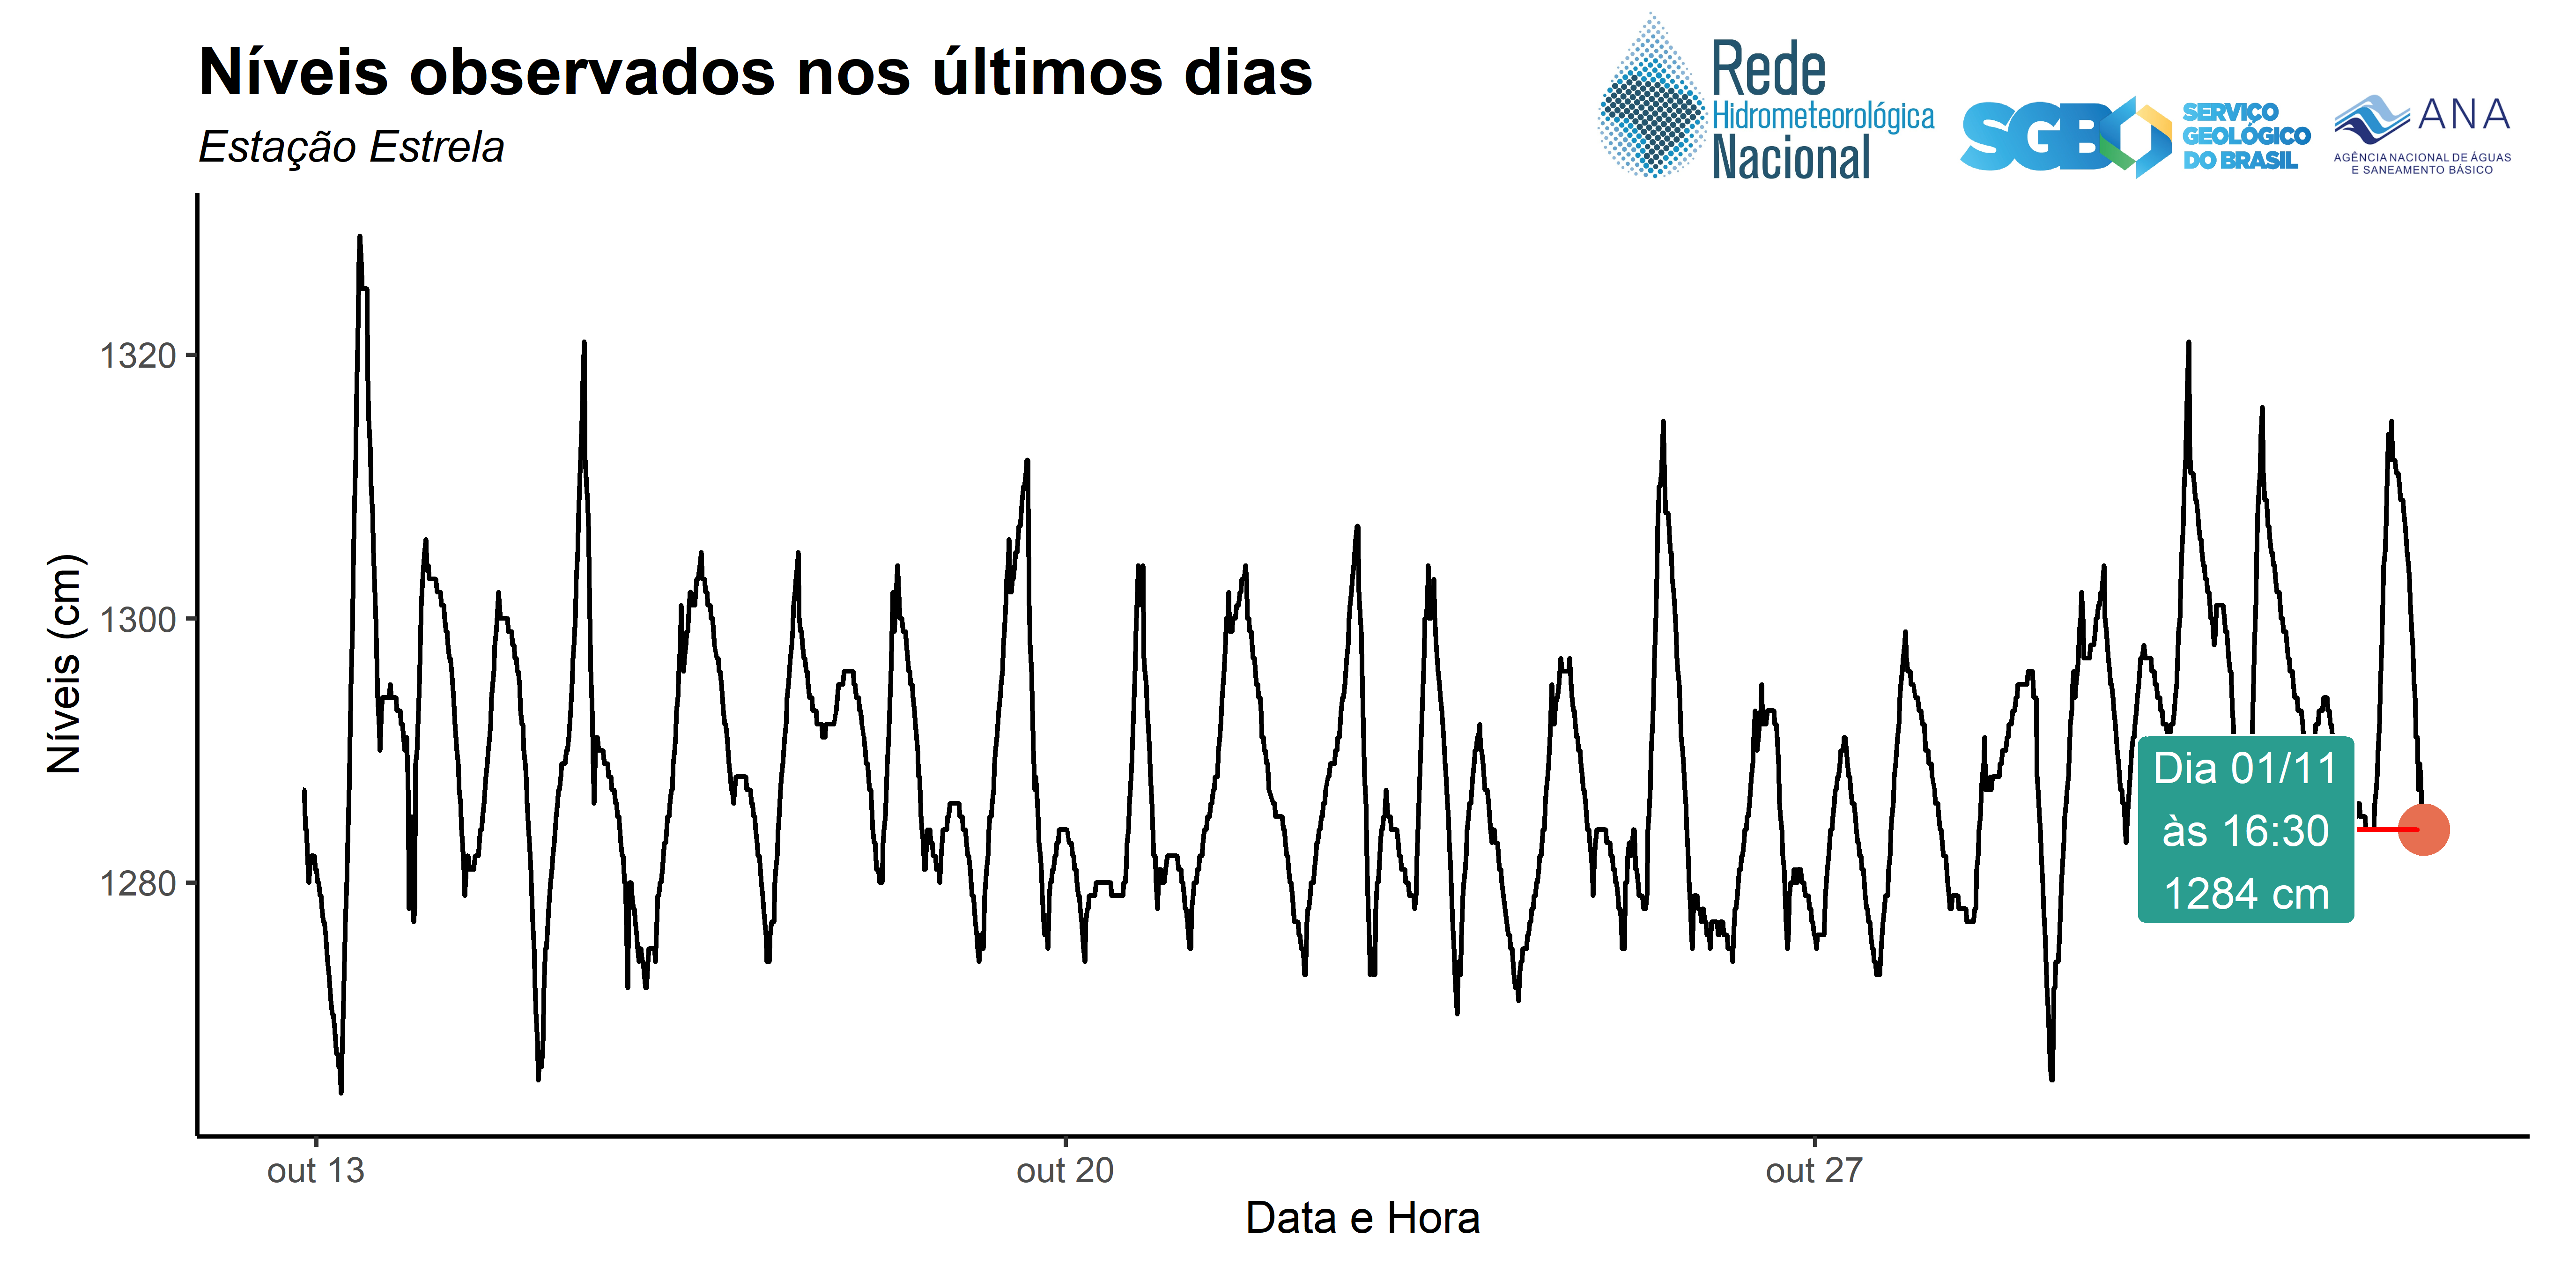 Níveis observados nos últimos dias
Estação Estrela
Rede
Hidrometeorológica
Nacional
SGB
SERVIÇO
GEOLÓGICO
DO BRASIL
ANA
AGÊNCIA NACIONAL DE ÁGUAS
E SANEAMENTO BÁSICO
Níveis (cm)
1320
1300
1280
Dia 01/11
às 16:30
1284 cm
out 13
out 20
out 27
Data e Hora